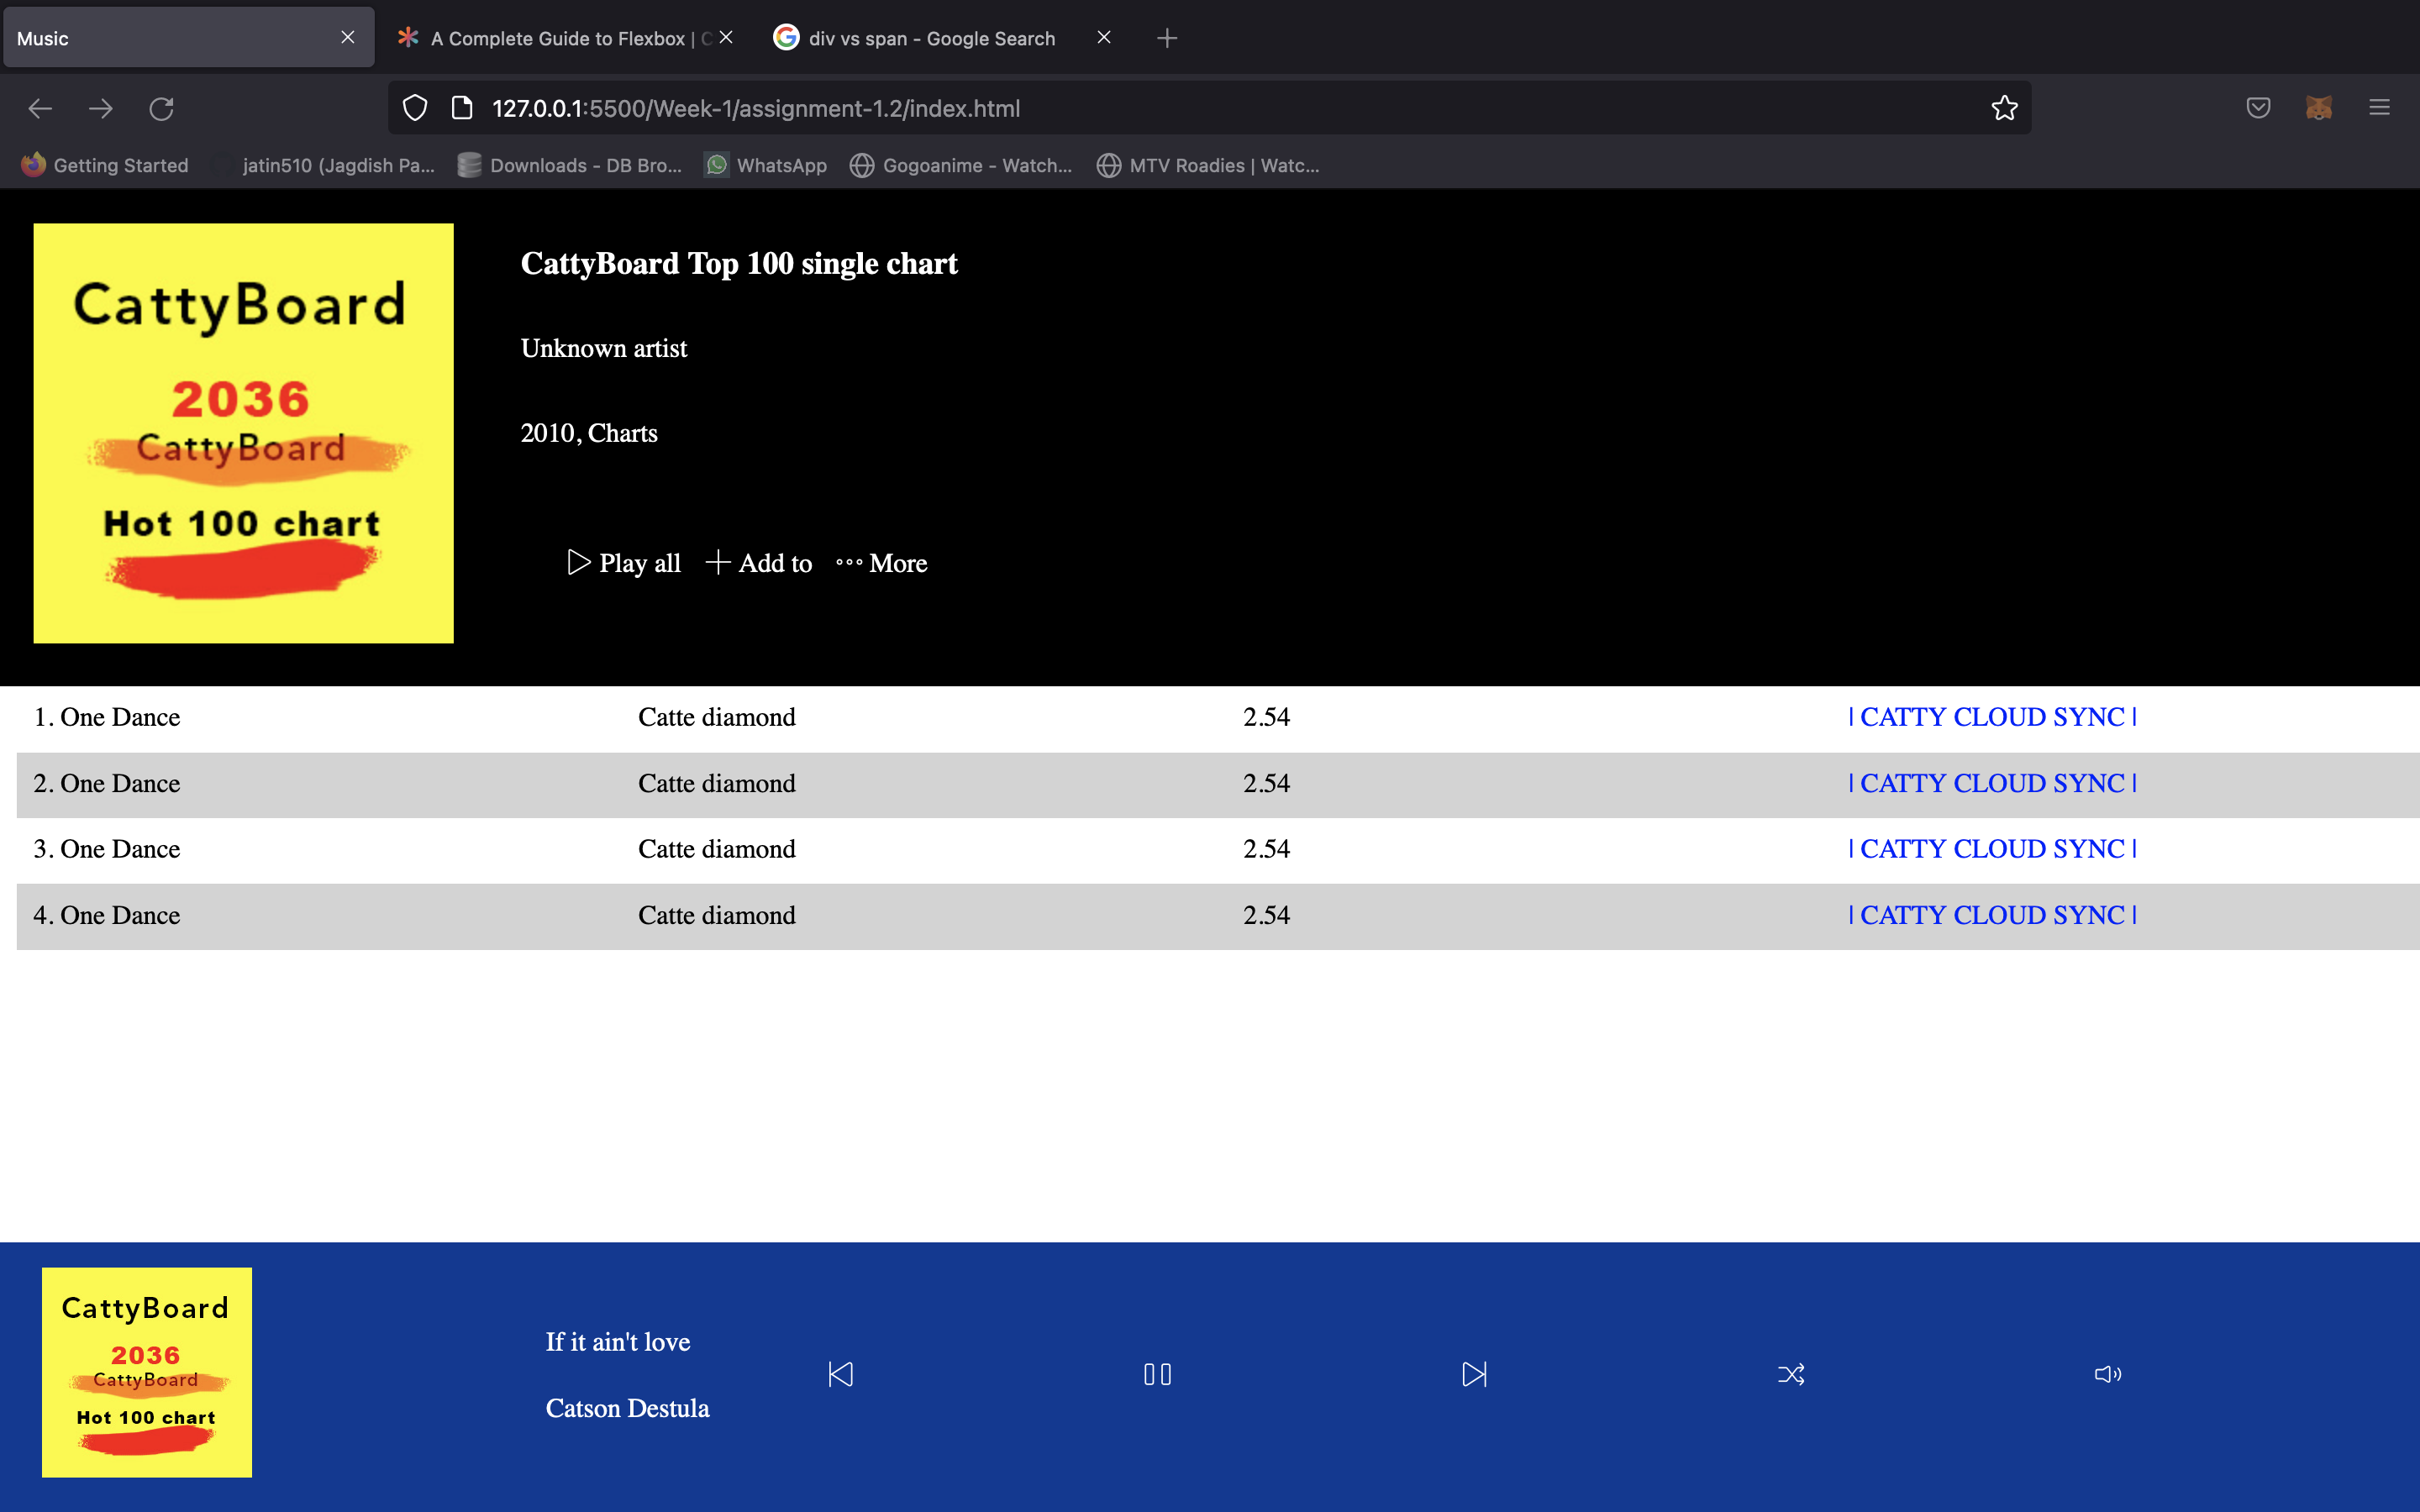 Music
A Complete Guide to Flexbox | C
div vs span - Google Search
127.0.0.1:5500/Week-1/assignment-1.2/index.html
Getting Started
jatin510 (Jagdish Pa...
Downloads - DB Bro...
WhatsApp
Gogoanime - Watch...
MTV Roadies | Watc...
CattyBoard
2036
CattyBoard
Hot 100 chart
CattyBoard Top 100 single chart
Unknown artist
2010, Charts
Play all
Add to
More
1. One Dance Catte diamond 2.54 | CATTY CLOUD SYNC |
2. One Dance Catte diamond 2.54 | CATTY CLOUD SYNC |
3. One Dance Catte diamond 2.54 | CATTY CLOUD SYNC |
4. One Dance Catte diamond 2.54 | CATTY CLOUD SYNC |
CattyBoard
2036
CattyBoard
Hot 100 chart
If it ain't love
Catson Destula